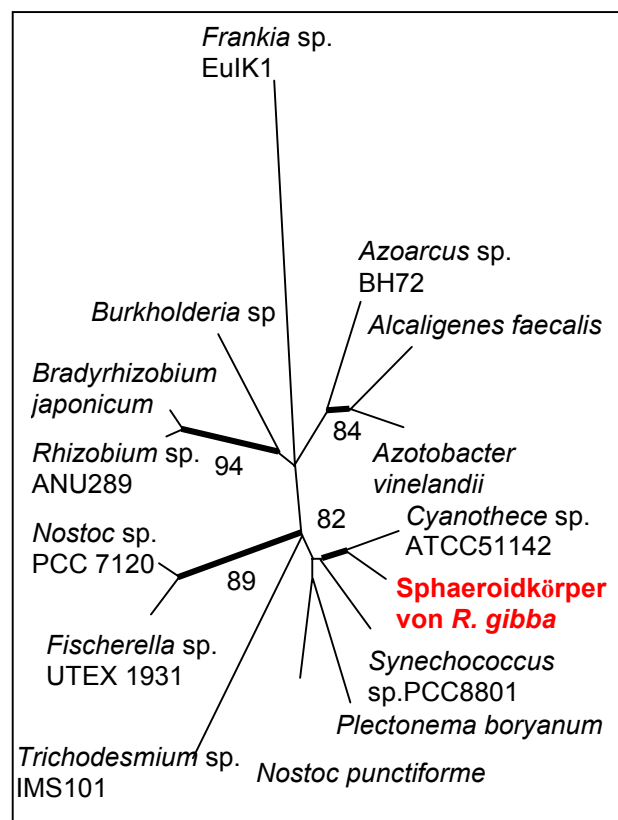 Frankia sp.
EuIK1
Azoarcus sp.
BH72
Burkholderia sp
Alcaligenes faecalis
Bradyrhizobium
japonicum
84
Rhizobium sp.
ANU289
94
Azotobacter
vinelandii
Nostoc sp.
PCC 7120
82
Cyanothece sp.
ATCC51142
89
Sphaeroidkörper
von R. gibba
Fischerella sp.
UTEX 1931
Synechococcus
sp.PCC8801
Plectonema boryanum
Trichodesmium sp.
IMS101
Nostoc punctiforme